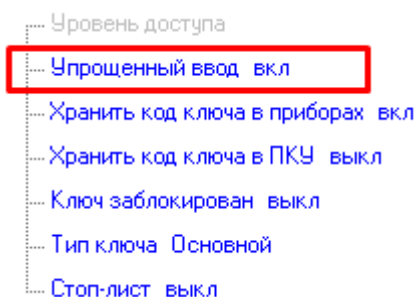 Уровень доступа
Упрощенный ввод вкл
Хранить код ключа в приборах вкл
Хранить код ключа в ПКУ выкл
Ключ заблокирован выкл
Тип ключа Основной
Стоп-лист выкл